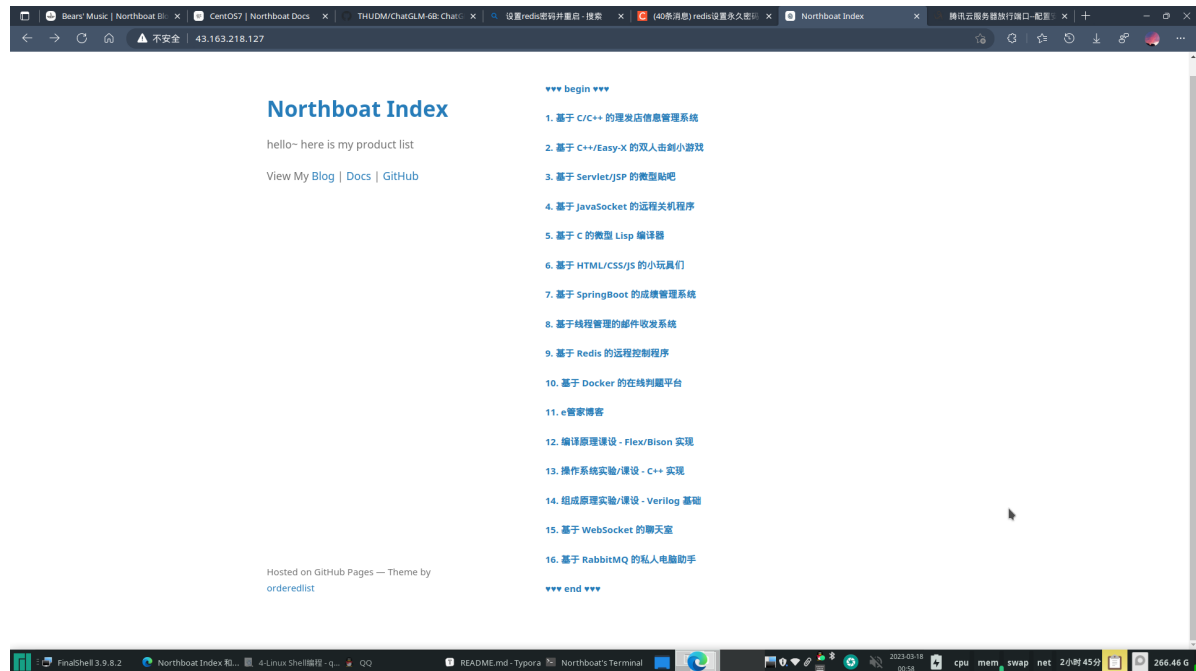 Bears' Music | Northboat Blo
CentOS7 | Northboat Docs
THUDM/ChatGLM-6B: ChatG
设置redis密码并重启 - 搜索
(40条消息) redis设置永久密码
Northboat Index
腾讯云服务器放行端口--配置
不安全
43.163.218.127
Northboat Index
hello~ here is my product list
View My Blog | Docs | GitHub
♥♥♥ begin ♥♥♥
1. 基于 C/C++ 的理发店信息管理系统
2. 基于 C++/Easy-X 的双人击剑小游戏
3. 基于 Servlet/JSP 的微型贴吧
4. 基于 JavaSocket 的远程关机程序
5. 基于 C 的微型 Lisp 编译器
6. 基于 HTML/CSS/JS 的小玩具们
7. 基于 SpringBoot 的成绩管理系统
8. 基于线程管理的邮件收发系统
9. 基于 Redis 的远程控制程序
10. 基于 Docker 的在线判题平台
11. e管家博客
12. 编译原理课设 - Flex/Bison 实现
13. 操作系统实验/课设 - C++ 实现
14. 组成原理实验/课设 - Verilog 基础
15. 基于 WebSocket 的聊天室
16. 基于 RabbitMQ 的私人电脑助手
♥♥♥ end ♥♥♥
Hosted on GitHub Pages — Theme by
orderedlist
FinalShell 3.9.8.2
Northboat Index 和...
4-Linux Shell编程 - q...
QQ
README.md - Typora
Northboat's Terminal
2023-03-18
00:58
cpu mem swap net 2小时45分
266.46 G